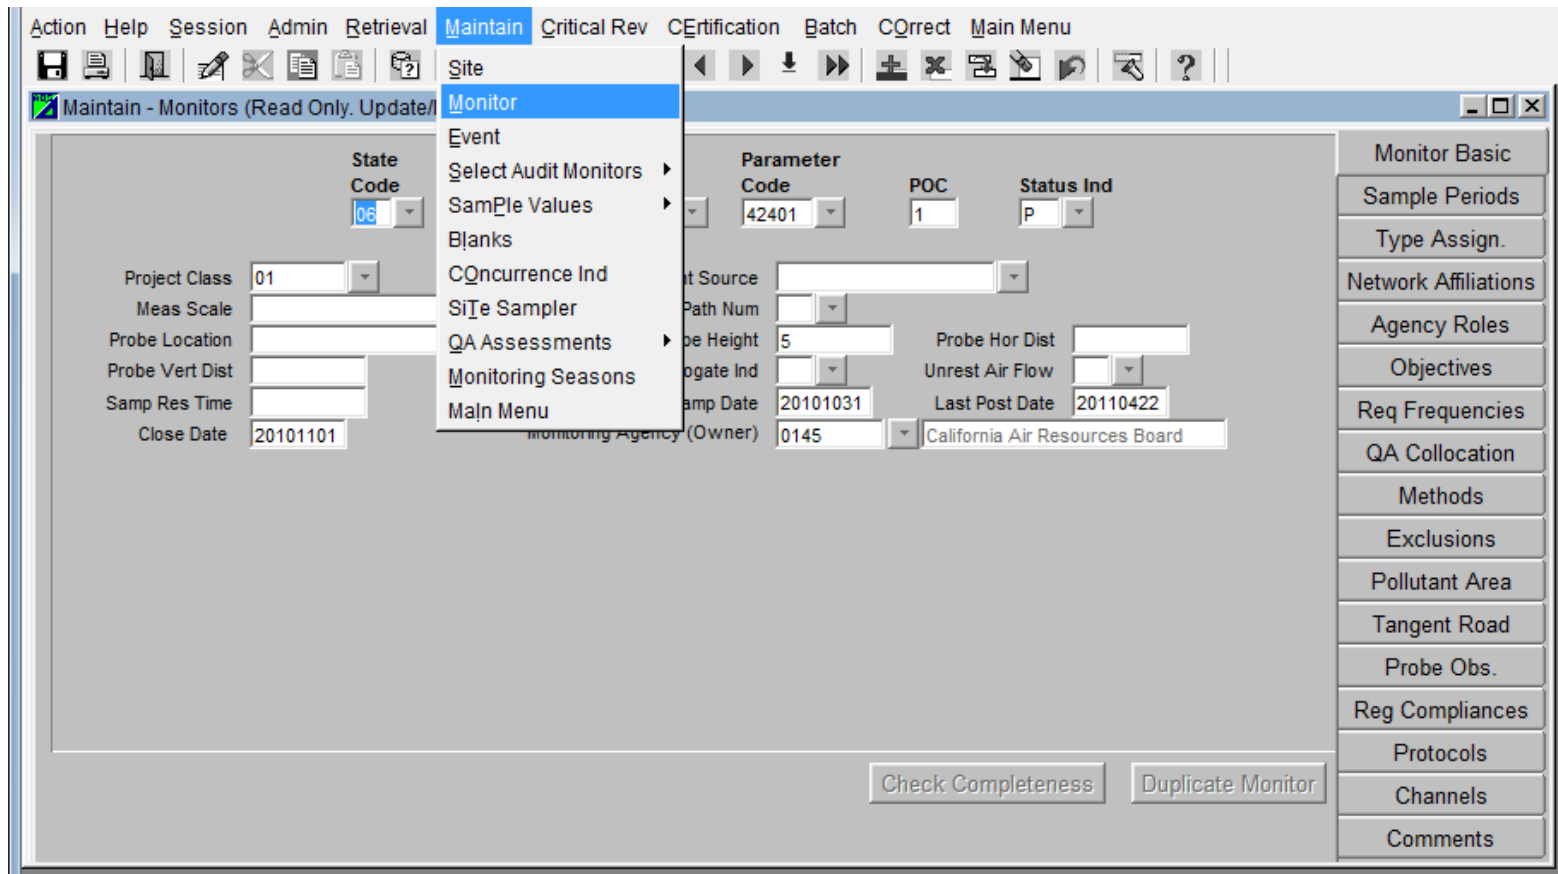 Action Help Session Admin Retrieval Maintain Critical Rev CErtification Batch COrrect Main Menu
Maintain - Monitors (Read Only. Update/
Site
Monitor
Event
Select Audit Monitors
SamPle Values
Blanks
COncurrence Ind
SiTe Sampler
QA Assessments
Monitoring Seasons
MaIn Menu
State Code
06
Parameter Code
42401
POC
1
Status Ind
P
Project Class 01
Source
Meas Scale
Path Num
Probe Location
Height 5
Probe Hor Dist
Probe Vert Dist
Ind
Unrest Air Flow
Samp Res Time
Date 20101031
Last Post Date 20110422
Close Date 20101101
Monitoring Agency (Owner) 0145 California Air Resources Board
Check Completeness
Duplicate Monitor
Monitor Basic
Sample Periods
Type Assign.
Network Affiliations
Agency Roles
Objectives
Req Frequencies
QA Collocation
Methods
Exclusions
Pollutant Area
Tangent Road
Probe Obs.
Reg Compliances
Protocols
Channels
Comments